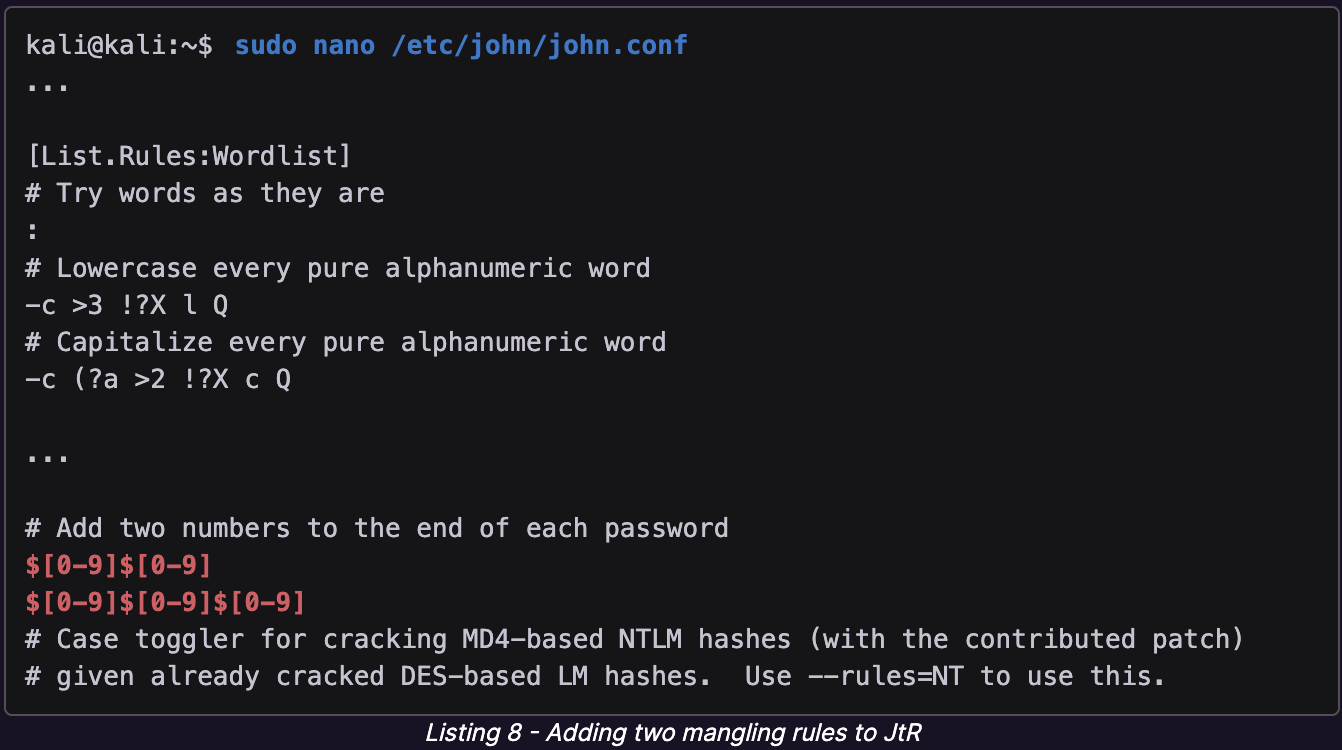 kali@kali:~$ sudo nano /etc/john/john.conf
...
[List.Rules:Wordlist]
# Try words as they are
:
# Lowercase every pure alphanumeric word
-c >3 !?X l Q
# Capitalize every pure alphanumeric word
-c (?a >2 !?X c Q
...
# Add two numbers to the end of each password
$[0-9]$[0-9]
$[0-9]$[0-9]$[0-9]
# Case toggler for cracking MD4-based NTLM hashes (with the contributed patch)
# given already cracked DES-based LM hashes.  Use --rules=NT to use this.
Listing 8 - Adding two mangling rules to JtR